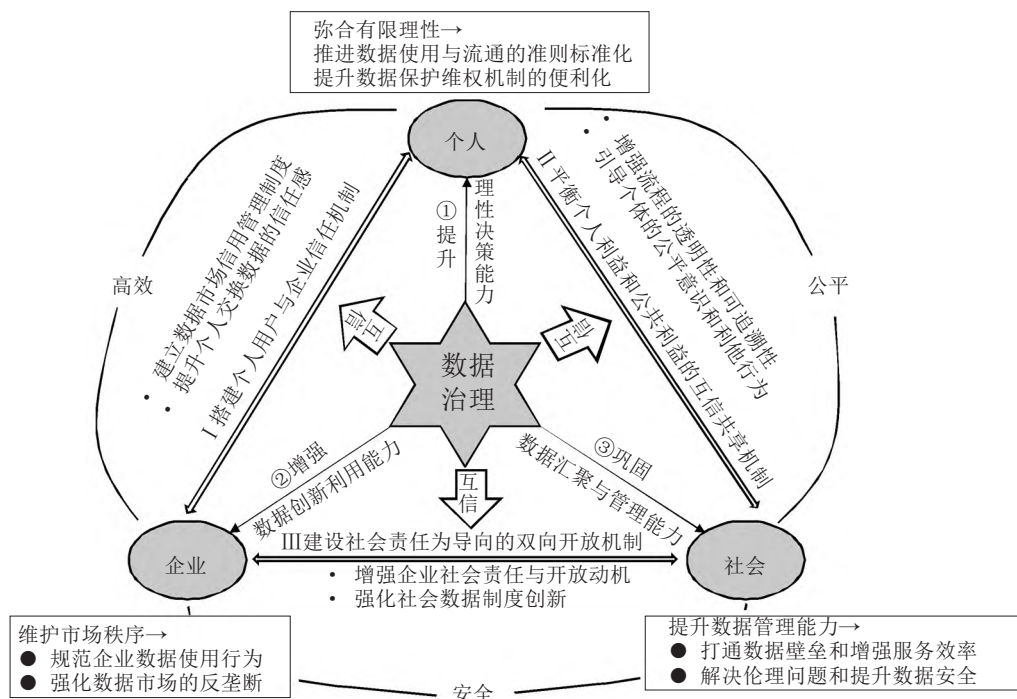 弥合有限理性→
推进数据使用与流通的准则标准化
提升数据保护维权机制的便利化
个人
高效
· 建立数据市场信用管理制度
· 提升个人交换数据的信任感
Ⅰ搭建个人用户与企业信任机制
①提升
理性决策能力
· 增强流程的透明性和可追溯性
· 引导个体的公平意识和利他行为
Ⅱ平衡个人利益和公共利益的互信共享机制
公平
互信
互信
数据
治理
②增强
数据创新利用能力
互信
③巩固
数据汇聚与管理能力
企业
Ⅲ建设社会责任为导向的双向开放机制
· 增强企业社会责任与开放动机
· 强化社会数据制度创新
社会
维护市场秩序→
● 规范企业数据使用行为
● 强化数据市场的反垄断
安全
提升数据管理能力→
● 打通数据壁垒和增强服务效率
● 解决伦理问题和提升数据安全